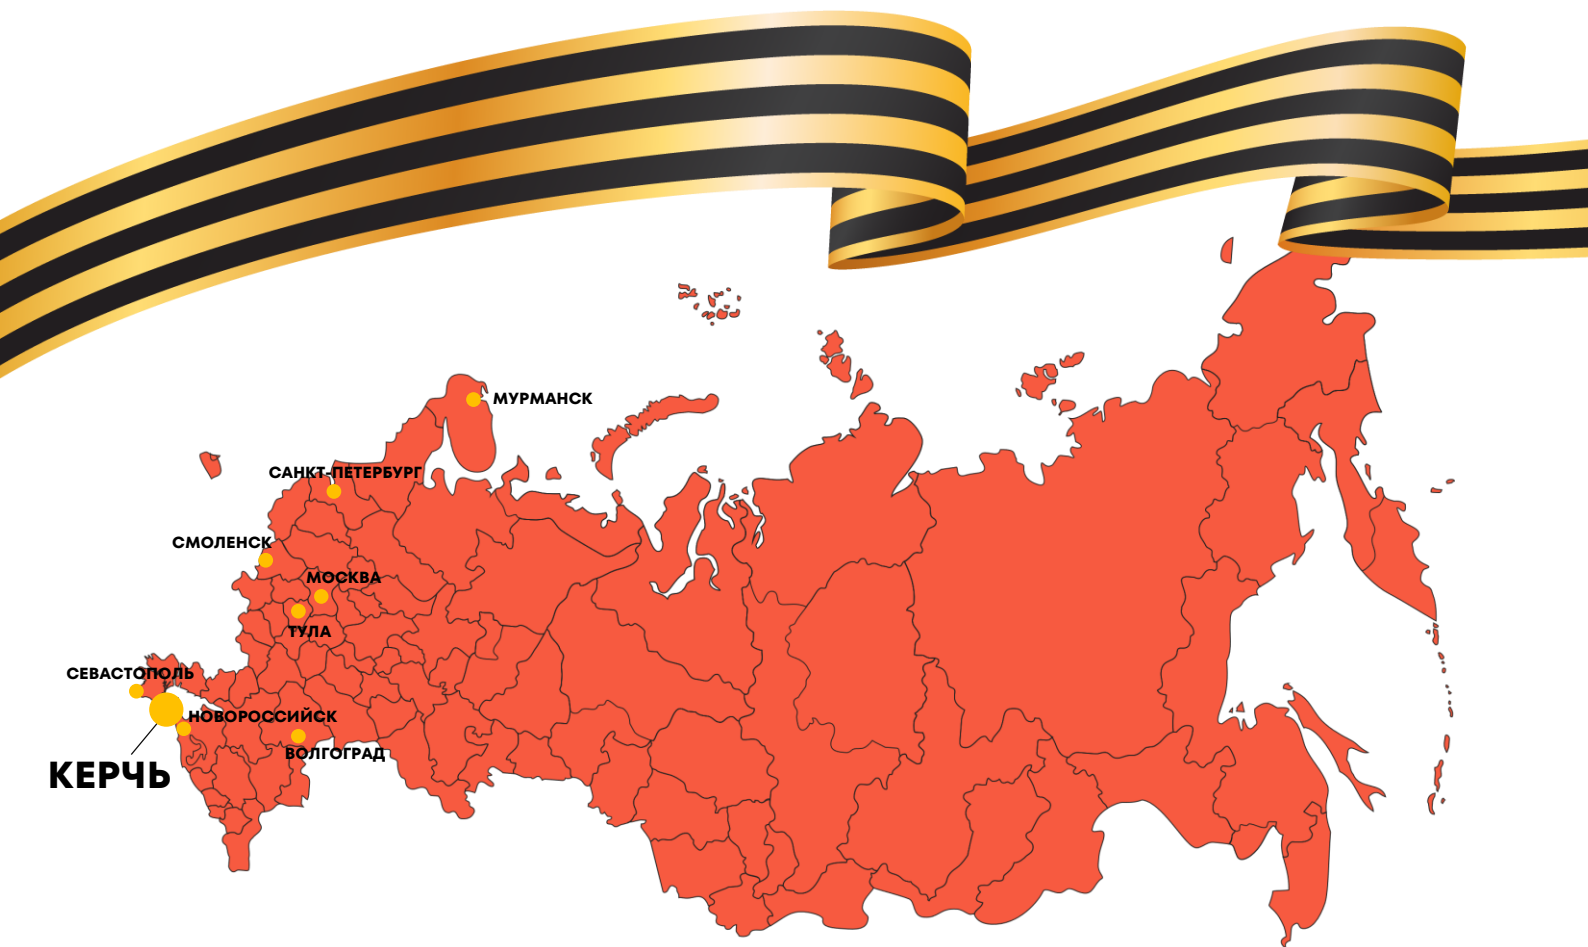 МУРМАНСК
САНКТ-ПЕТЕРБУРГ
СМОЛЕНСК
МОСКВА
ТУЛА
СЕВАСТОПОЛЬ
НОВОРОССИЙСК
ВОЛГОГРАД
КЕРЧЬ